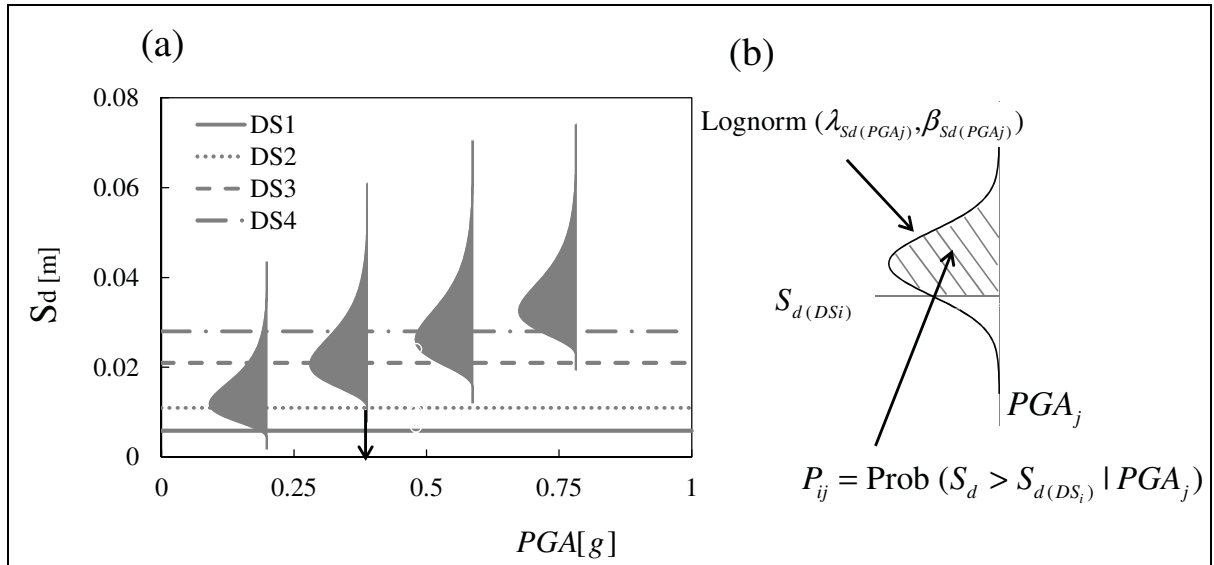 (a)
0.08
0.06
0.04
0.02
0
Sd [m]
DS1
DS2
DS3
DS4
0 0.25 0.5 0.75 1
PGA[g]
(b)
Lognorm (λSd(PGAj),βSd(PGAj))
Sd(DSi)
PGAj
Pij = Prob (Sd > Sd(DSi) | PGAj)